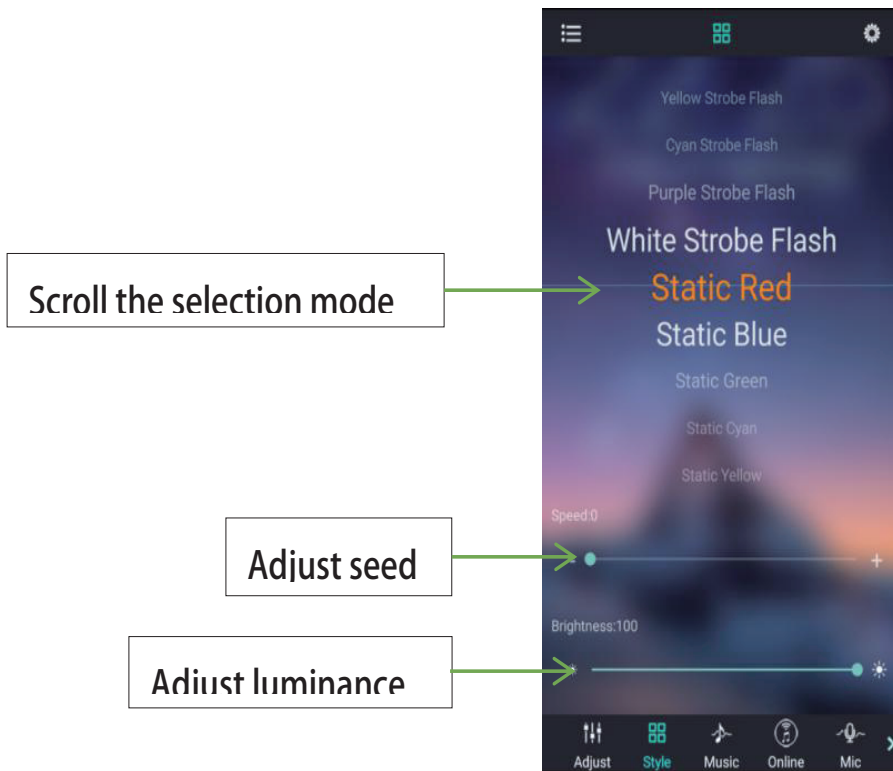 Yellow Strobe Flash
Cyan Strobe Flash
Purple Strobe Flash
White Strobe Flash
Scroll the selection mode
Static Red
Static Blue
Static Green
Static Cyan
Static Yellow
Speed:0
Adjust seed
Brightness:100
Adjust luminance
Adjust Style Music Online Mic